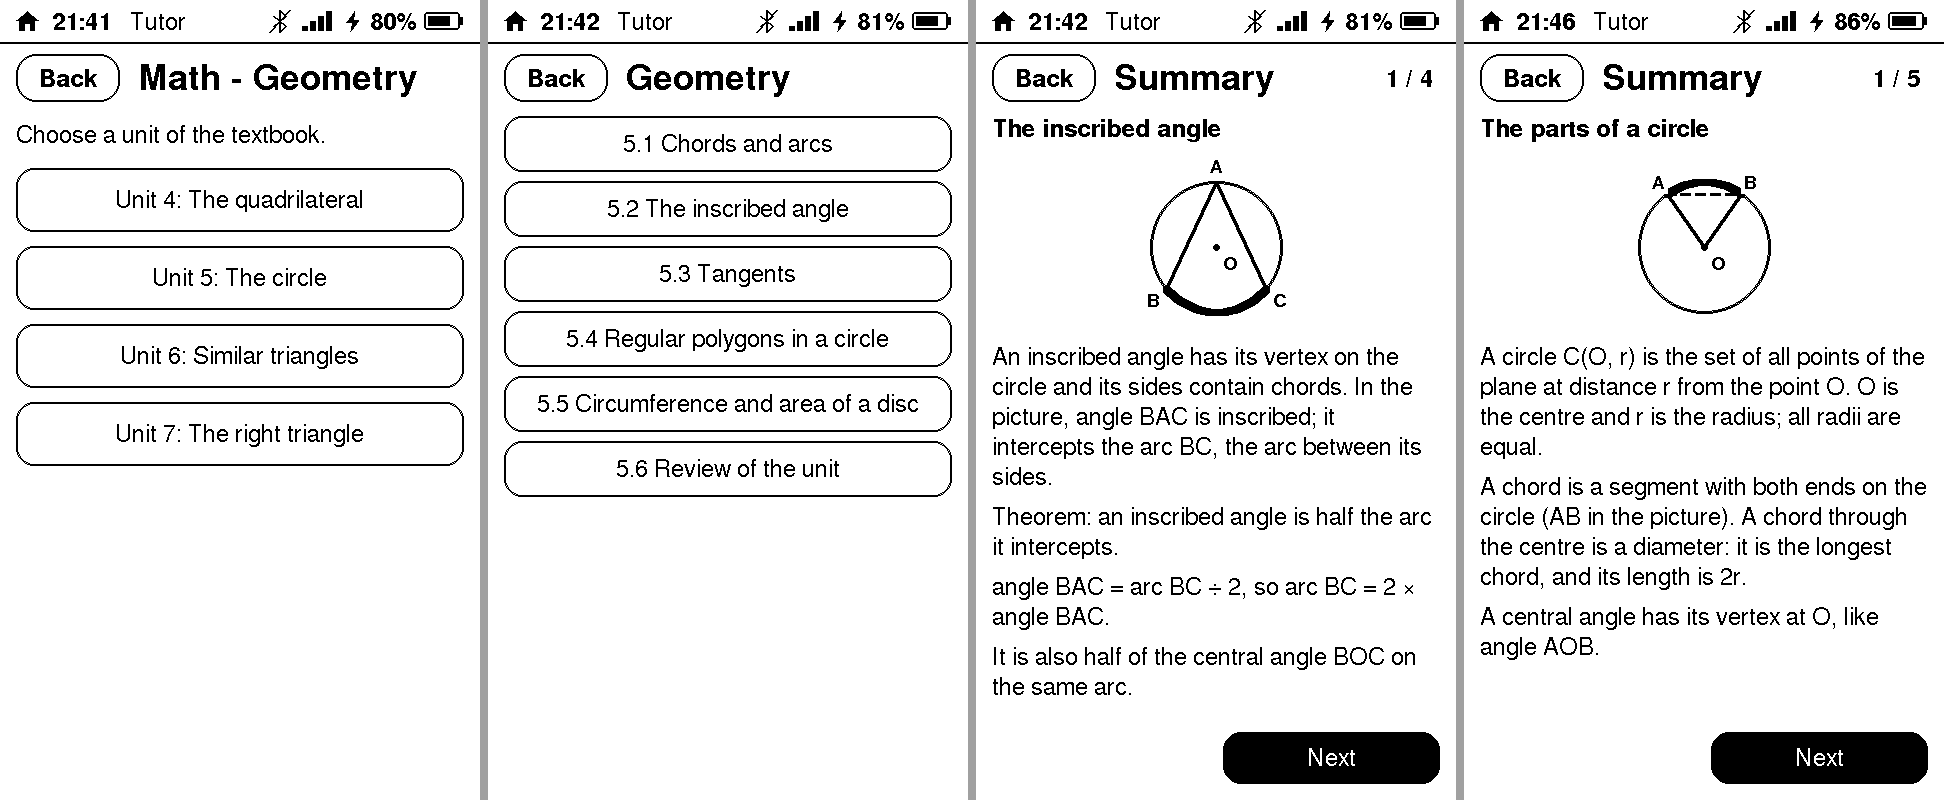 21:41 Tutor 80%
Back Math - Geometry
Choose a unit of the textbook.
Unit 4: The quadrilateral
Unit 5: The circle
Unit 6: Similar triangles
Unit 7: The right triangle
21:42 Tutor 81%
Back Geometry
5.1 Chords and arcs
5.2 The inscribed angle
5.3 Tangents
5.4 Regular polygons in a circle
5.5 Circumference and area of a disc
5.6 Review of the unit
21:42 Tutor 81%
Back Summary 1 / 4
The inscribed angle
A
O
B C
An inscribed angle has its vertex on the
circle and its sides contain chords. In the
picture, angle BAC is inscribed; it
intercepts the arc BC, the arc between its
sides.
Theorem: an inscribed angle is half the arc
it intercepts.
angle BAC = arc BC ÷ 2, so arc BC = 2 ×
angle BAC.
It is also half of the central angle BOC on
the same arc.
Next
21:46 Tutor 86%
Back Summary 1 / 5
The parts of a circle
A B
O
A circle C(O, r) is the set of all points of the
plane at distance r from the point O. O is
the centre and r is the radius; all radii are
equal.
A chord is a segment with both ends on the
circle (AB in the picture). A chord through
the centre is a diameter: it is the longest
chord, and its length is 2r.
A central angle has its vertex at O, like
angle AOB.
Next